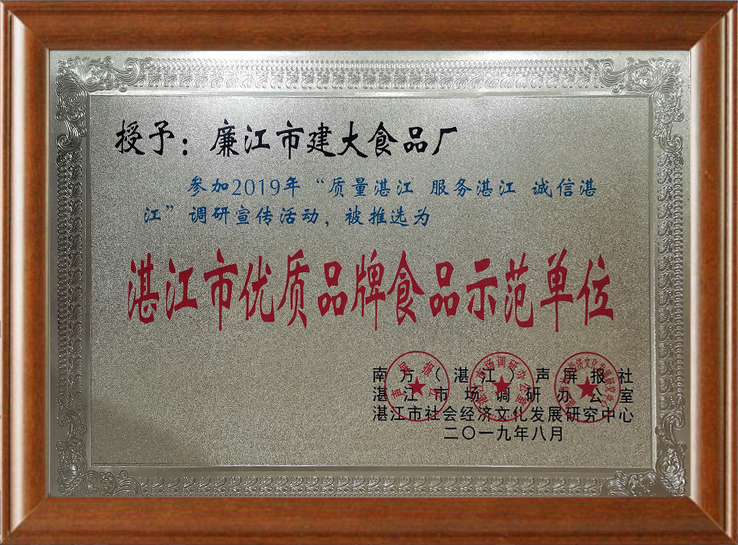 授予：廉江市建大食品厂
参加2019年“质量湛江 服务湛江 诚信湛
江”调研宣传活动，被推选为
湛江市优质品牌食品示范单位
南方（湛江）声屏报社
湛江市场调研办公室
湛江市社会经济文化发展研究中心
二〇一九年八月